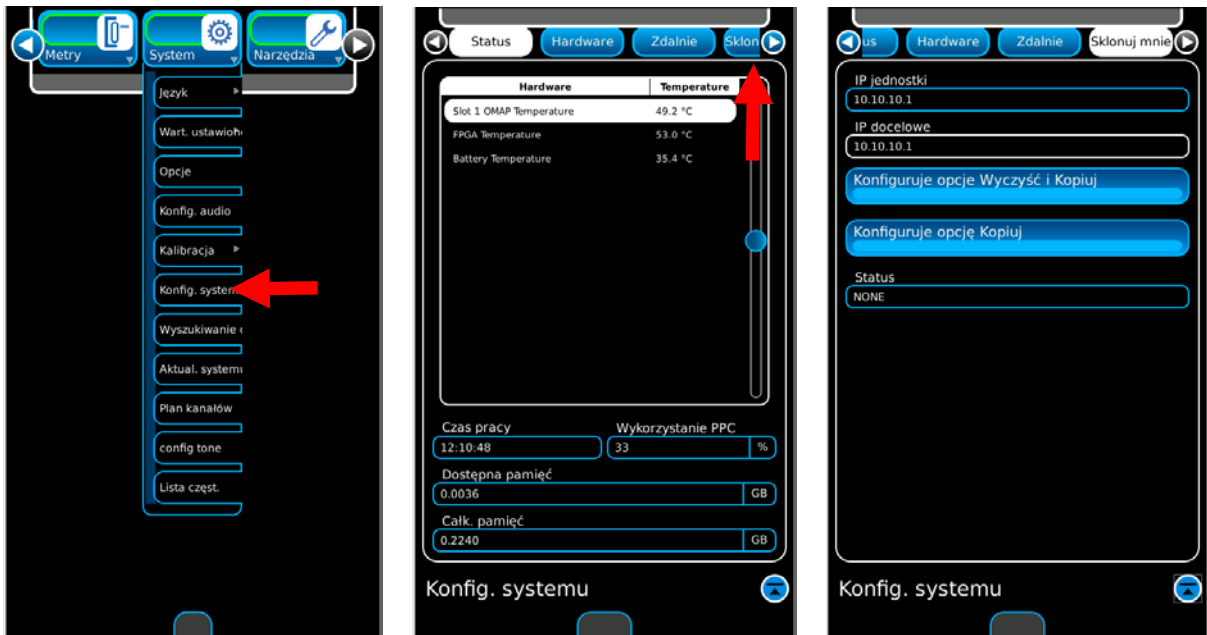 Metry
System
Narzędzia
Język
Wart. ustawion
Opcje
Konfig. audio
Kalibracja
Konfig. system
Wyszukiwanie
Aktual. systemu
Plan kanałów
config tone
Lista częst.
Status
Hardware
Zdalnie
Sklon
Hardware
Temperature
Slot 1 OMAP Temperature 49.2 °C
FPGA Temperature 53.0 °C
Battery Temperature 35.4 °C
Czas pracy
Wykorzystanie PPC
12:10:48
33 %
Dostępna pamięć
0.0036 GB
Całk. pamięć
0.2240 GB
Konfig. systemu
us
Hardware
Zdalnie
Sklonuj mnie
IP jednostki
10.10.10.1
IP docelowe
10.10.10.1
Konfiguruje opcje Wyczyść i Kopiuj
Konfiguruje opcję Kopiuj
Status
NONE
Konfig. systemu